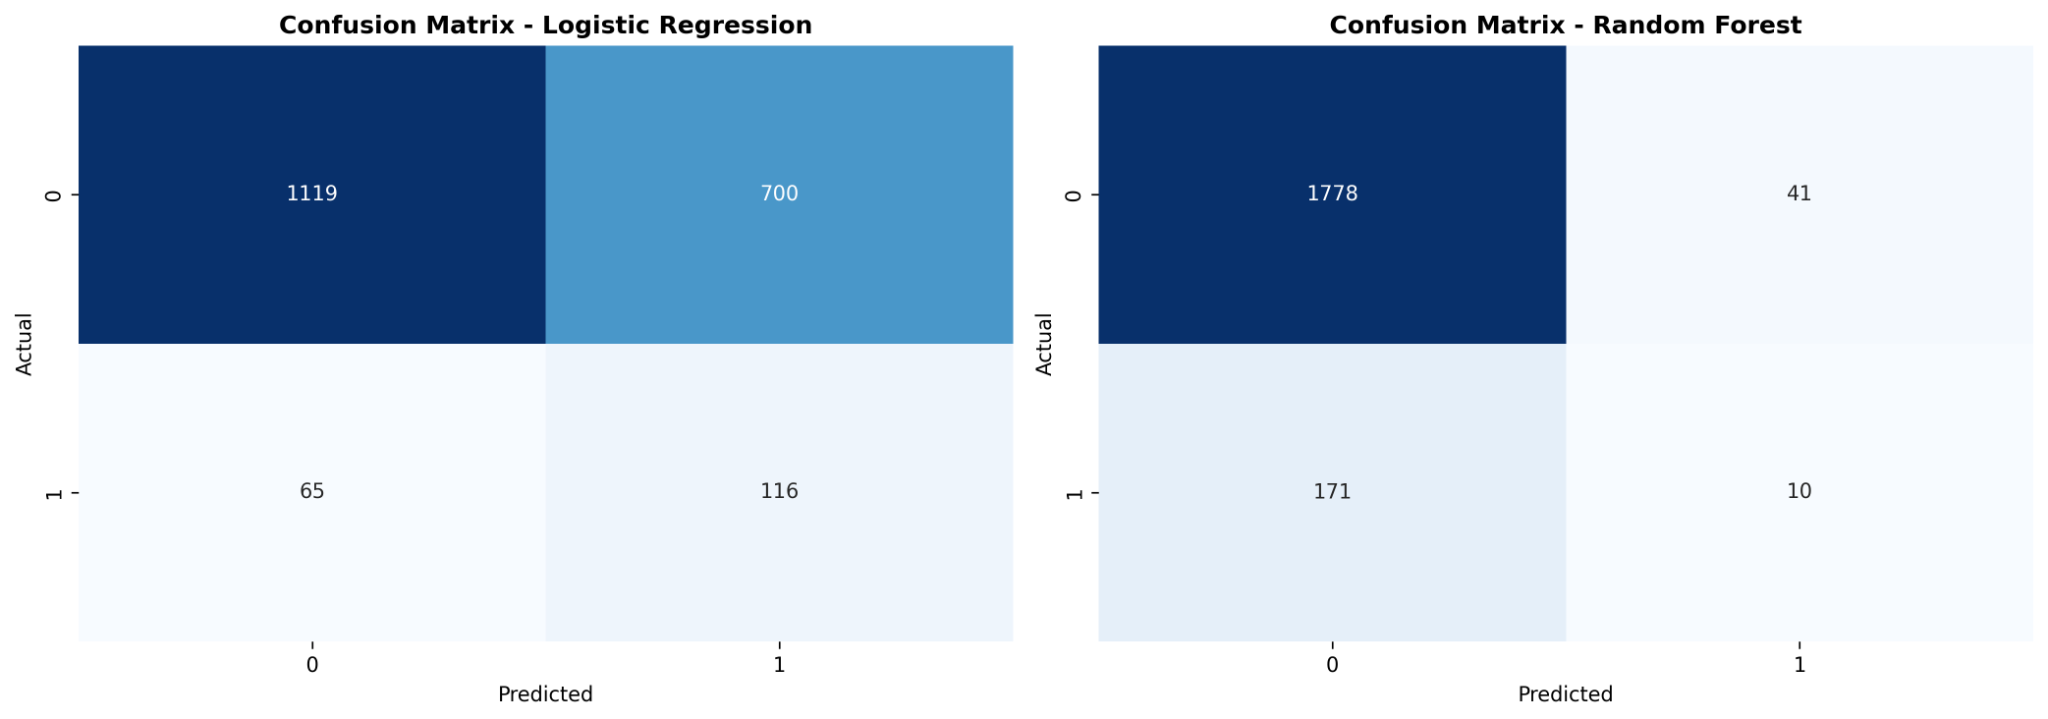 Confusion Matrix - Logistic Regression
Actual
0
1119
700
1
65
116
0
1
Predicted
Confusion Matrix - Random Forest
Actual
0
1778
41
1
171
10
0
1
Predicted